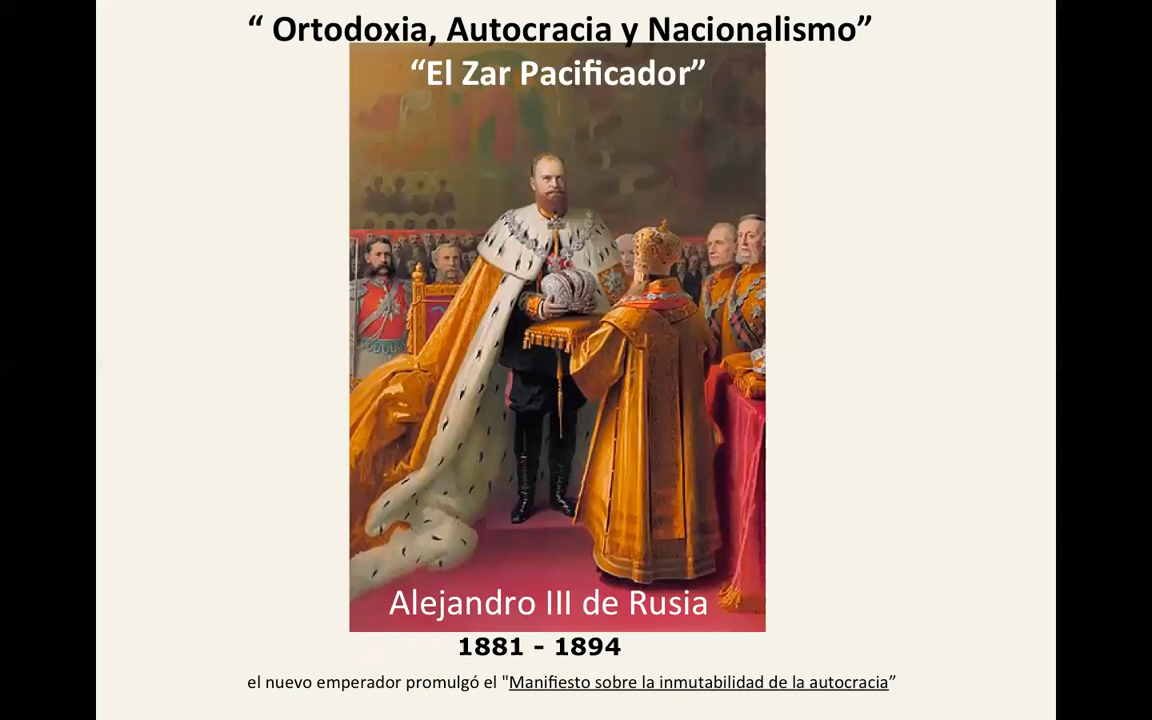 “ Ortodoxia, Autocracia y Nacionalismo”
“El Zar Pacificador”
Alejandro III de Rusia
1881 - 1894
el nuevo emperador promulgó el "Manifiesto sobre la inmutabilidad de la autocracia”